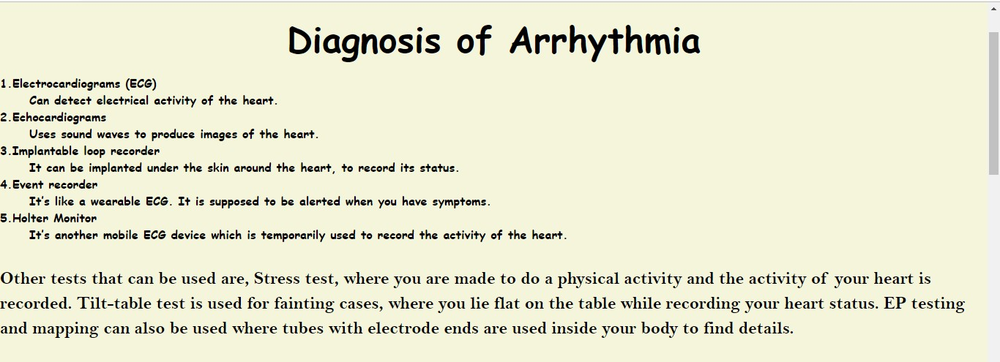 Diagnosis of Arrhythmia
1.Electrocardiograms (ECG)
Can detect electrical activity of the heart.
2.Echocardiograms
Uses sound waves to produce images of the heart.
3.Implantable loop recorder
It can be implanted under the skin around the heart, to record its status.
4.Event recorder
It's like a wearable ECG. It is supposed to be alerted when you have symptoms.
5.Holter Monitor
It's another mobile ECG device which is temporarily used to record the activity of the heart.
Other tests that can be used are, Stress test, where you are made to do a physical activity and the activity of your heart is
recorded. Tilt-table test is used for fainting cases, where you lie flat on the table while recording your heart status. EP testing
and mapping can also be used where tubes with electrode ends are used inside your body to find details.